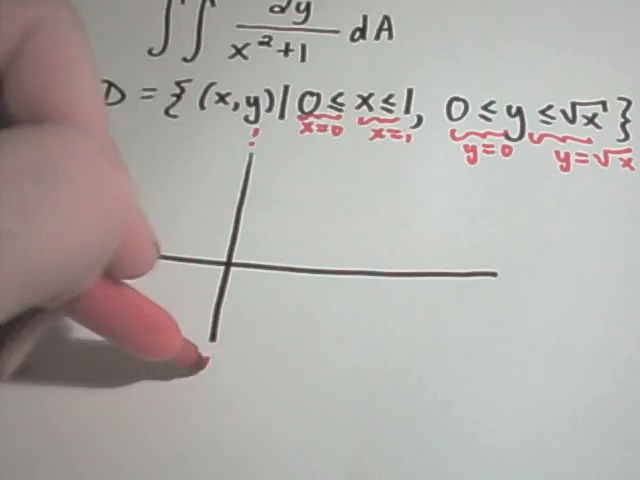 ∬ 2y / (x²+1) dA
D = {(x,y) | 0 ≤ x ≤ 1, 0 ≤ y ≤ √x}
x=0 x=1 y=0 y=√x